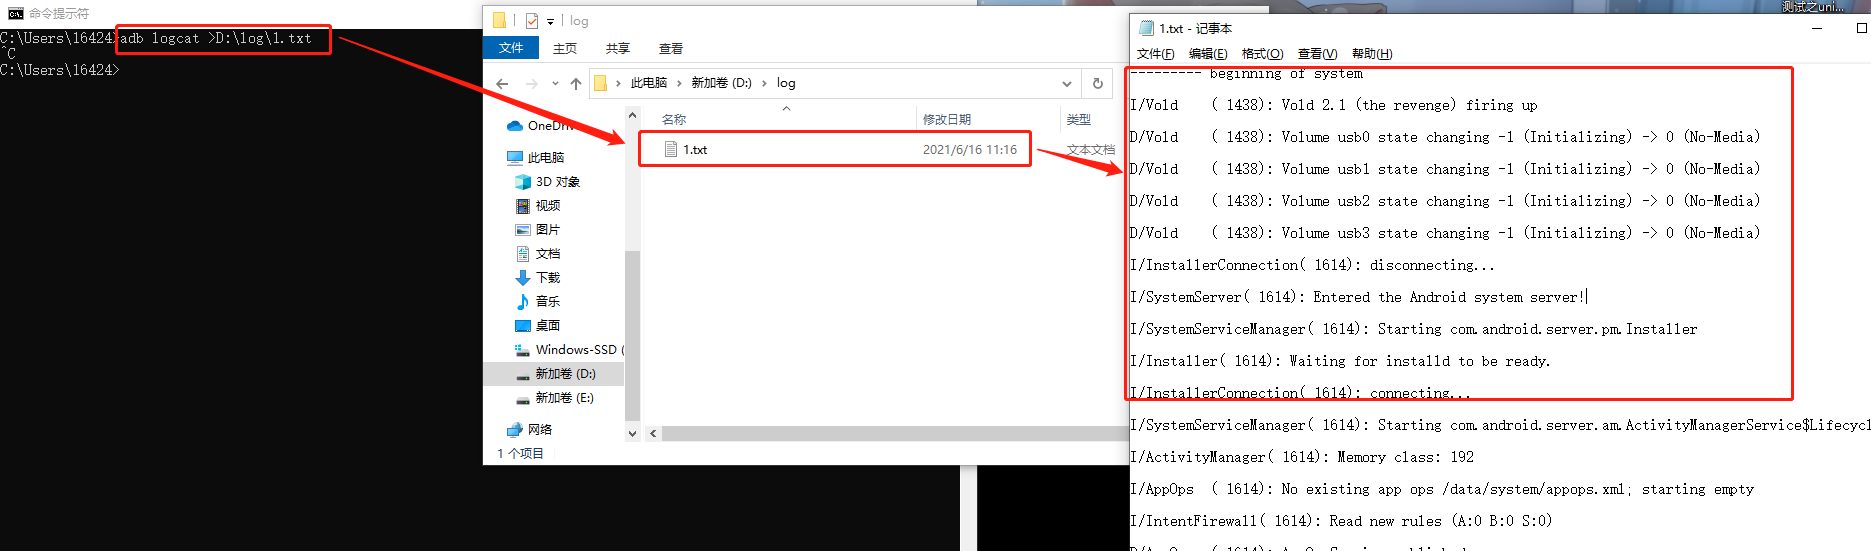 命令提示符
C:\Users\16424>adb logcat >D:\log\1.txt
^C
C:\Users\16424>
log
文件 主页 共享 查看
此电脑 新加卷 (D:) log
名称 修改日期 类型
OneDriv
1.txt 2021/6/16 11:16 文本文档
此电脑
3D 对象
视频
图片
文档
下载
音乐
桌面
Windows-SSD (
新加卷 (D:)
新加卷 (E:)
网络
1 个项目
测试之uni...
1.txt - 记事本
文件(F) 编辑(E) 格式(O) 查看(V) 帮助(H)
--------- beginning of system
I/Vold    ( 1438): Vold 2.1 (the revenge) firing up
D/Vold    ( 1438): Volume usb0 state changing -1 (Initializing) -> 0 (No-Media)
D/Vold    ( 1438): Volume usb1 state changing -1 (Initializing) -> 0 (No-Media)
D/Vold    ( 1438): Volume usb2 state changing -1 (Initializing) -> 0 (No-Media)
D/Vold    ( 1438): Volume usb3 state changing -1 (Initializing) -> 0 (No-Media)
I/InstallerConnection( 1614): disconnecting...
I/SystemServer( 1614): Entered the Android system server!
I/SystemServiceManager( 1614): Starting com.android.server.pm.Installer
I/Installer( 1614): Waiting for installd to be ready.
I/InstallerConnection( 1614): connecting...
I/SystemServiceManager( 1614): Starting com.android.server.am.ActivityManagerService$Lifecycl
I/ActivityManager( 1614): Memory class: 192
I/AppOps  ( 1614): No existing app ops /data/system/appops.xml; starting empty
I/IntentFirewall( 1614): Read new rules (A:0 B:0 S:0)